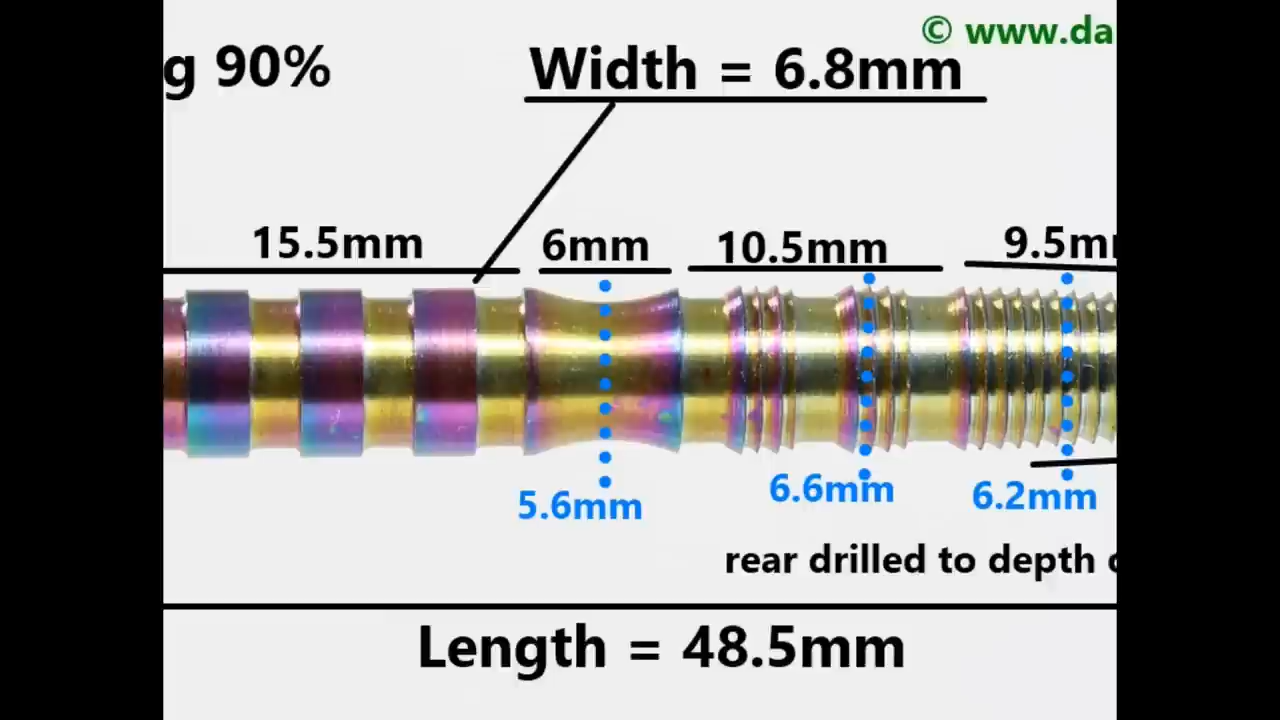 © www.da
g 90%
Width = 6.8mm
15.5mm
6mm
10.5mm
9.5m
5.6mm
6.6mm
6.2mm
rear drilled to depth
Length = 48.5mm